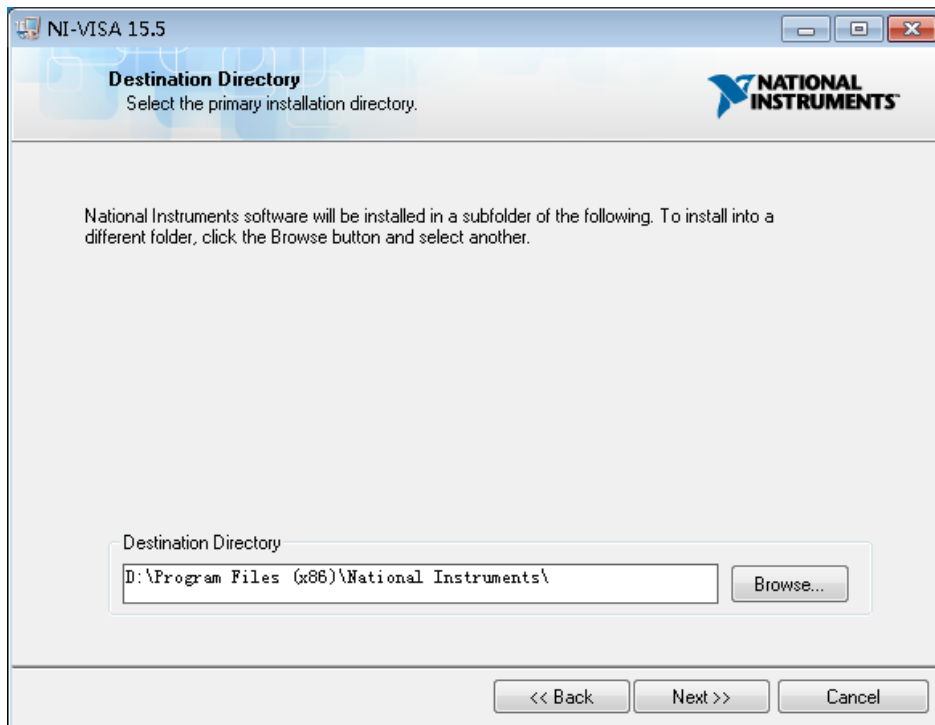 NI-VISA 15.5
Destination Directory
Select the primary installation directory.
NATIONAL
INSTRUMENTS™
National Instruments software will be installed in a subfolder of the following. To install into a
different folder, click the Browse button and select another.
Destination Directory
D:\Program Files (x86)\National Instruments\
Browse...
<< Back
Next >>
Cancel